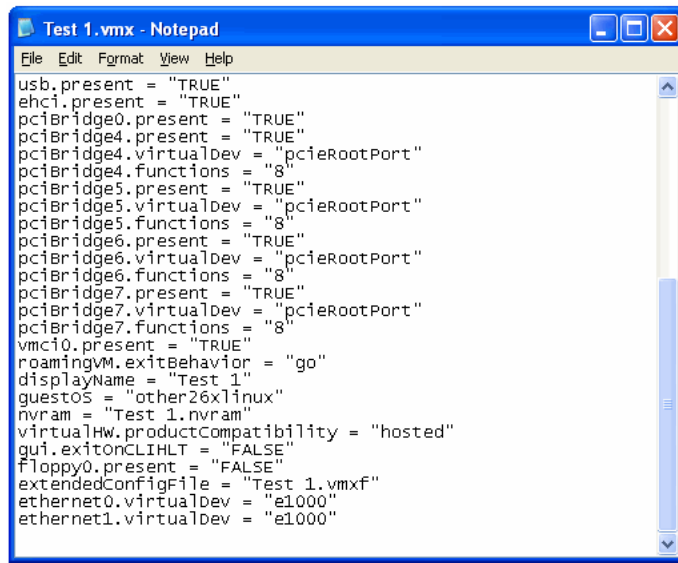 Test 1.vmx - Notepad
File Edit Format View Help
usb.present = "TRUE"
ehci.present = "TRUE"
pciBridge0.present = "TRUE"
pciBridge4.present = "TRUE"
pciBridge4.virtualDev = "pcieRootPort"
pciBridge4.functions = "8"
pciBridge5.present = "TRUE"
pciBridge5.virtualDev = "pcieRootPort"
pciBridge5.functions = "8"
pciBridge6.present = "TRUE"
pciBridge6.virtualDev = "pcieRootPort"
pciBridge6.functions = "8"
pciBridge7.present = "TRUE"
pciBridge7.virtualDev = "pcieRootPort"
pciBridge7.functions = "8"
vmci0.present = "TRUE"
roamingVM.exitBehavior = "go"
displayName = "Test 1"
guestOS = "other26xlinux"
nvram = "Test 1.nvram"
virtualHW.productCompatibility = "hosted"
gui.exitOnCLIHLT = "FALSE"
floppy0.present = "FALSE"
extendedConfigFile = "Test 1.vmxf"
ethernet0.virtualDev = "e1000"
ethernet1.virtualDev = "e1000"